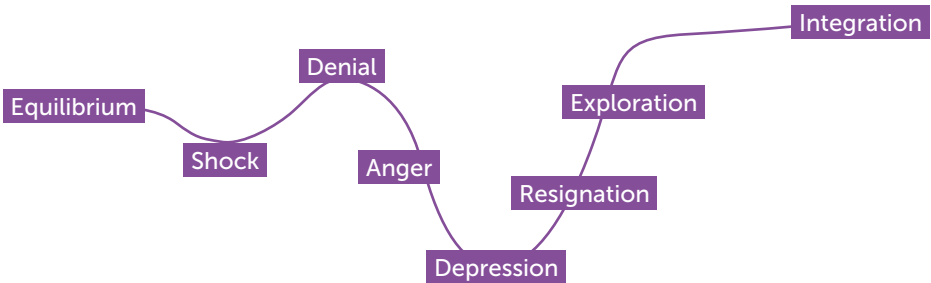 Equilibrium
Shock
Denial
Anger
Depression
Resignation
Exploration
Integration